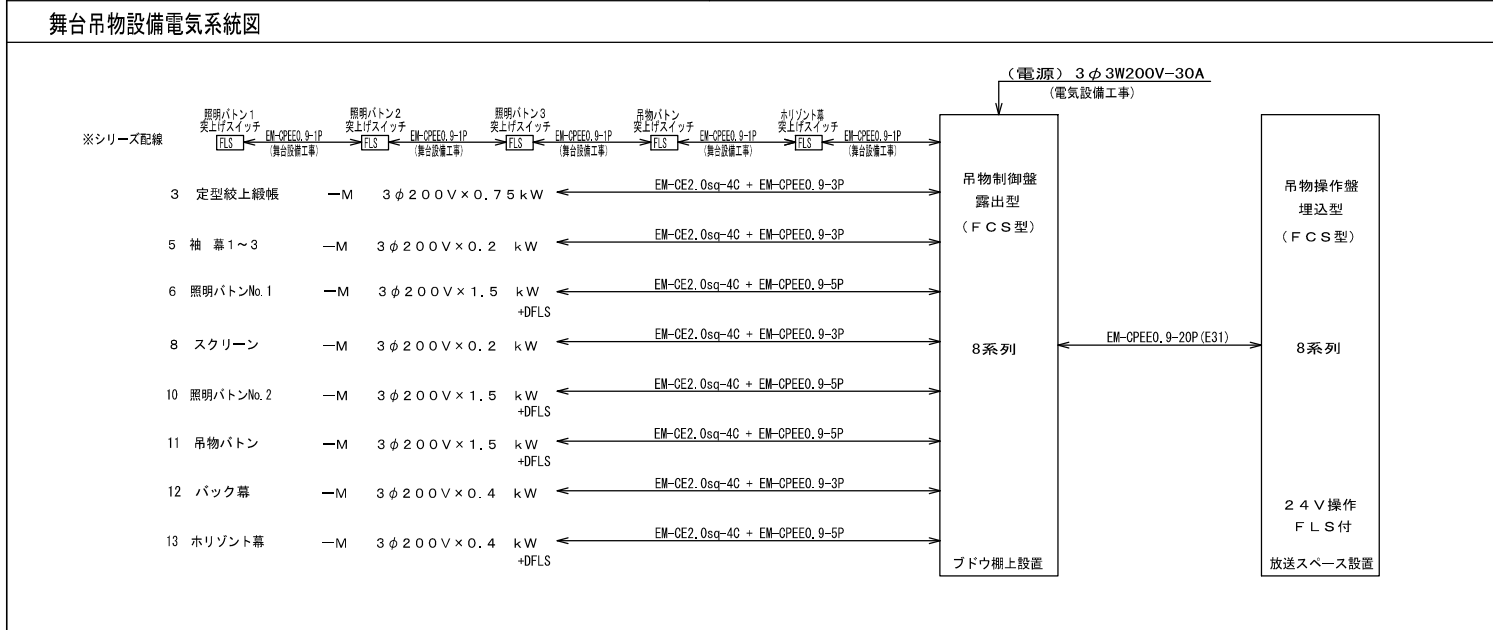 舞台吊物設備電気系統図
(電源) 3φ3W200V-30A
(電気設備工事)
※シリーズ配線
照明バトン1
突上げスイッチ
FLS
EM-CPEE0.9-1P
(舞台設備工事)
照明バトン2
突上げスイッチ
FLS
EM-CPEE0.9-1P
(舞台設備工事)
照明バトン3
突上げスイッチ
FLS
EM-CPEE0.9-1P
(舞台設備工事)
吊物バトン
突上げスイッチ
FLS
EM-CPEE0.9-1P
(舞台設備工事)
ホリゾント幕
突上げスイッチ
FLS
EM-CPEE0.9-1P
(舞台設備工事)
3 定型絞上緞帳 —M 3φ200V×0.75kW EM-CE2.0sq-4C + EM-CPEE0.9-3P
5 袖 幕1~3 —M 3φ200V×0.2 kW EM-CE2.0sq-4C + EM-CPEE0.9-3P
6 照明バトンNo.1 —M 3φ200V×1.5 kW EM-CE2.0sq-4C + EM-CPEE0.9-5P
+DFLS
8 スクリーン —M 3φ200V×0.2 kW EM-CE2.0sq-4C + EM-CPEE0.9-3P
10 照明バトンNo.2 —M 3φ200V×1.5 kW EM-CE2.0sq-4C + EM-CPEE0.9-5P
+DFLS
11 吊物バトン —M 3φ200V×1.5 kW EM-CE2.0sq-4C + EM-CPEE0.9-5P
+DFLS
12 バック幕 —M 3φ200V×0.4 kW EM-CE2.0sq-4C + EM-CPEE0.9-3P
13 ホリゾント幕 —M 3φ200V×0.4 kW EM-CE2.0sq-4C + EM-CPEE0.9-5P
+DFLS
吊物制御盤
露出型
(FCS型)
8系列
ブドウ棚上設置
EM-CPEE0.9-20P(E31)
吊物操作盤
埋込型
(FCS型)
8系列
24V操作
FLS付
放送スペース設置